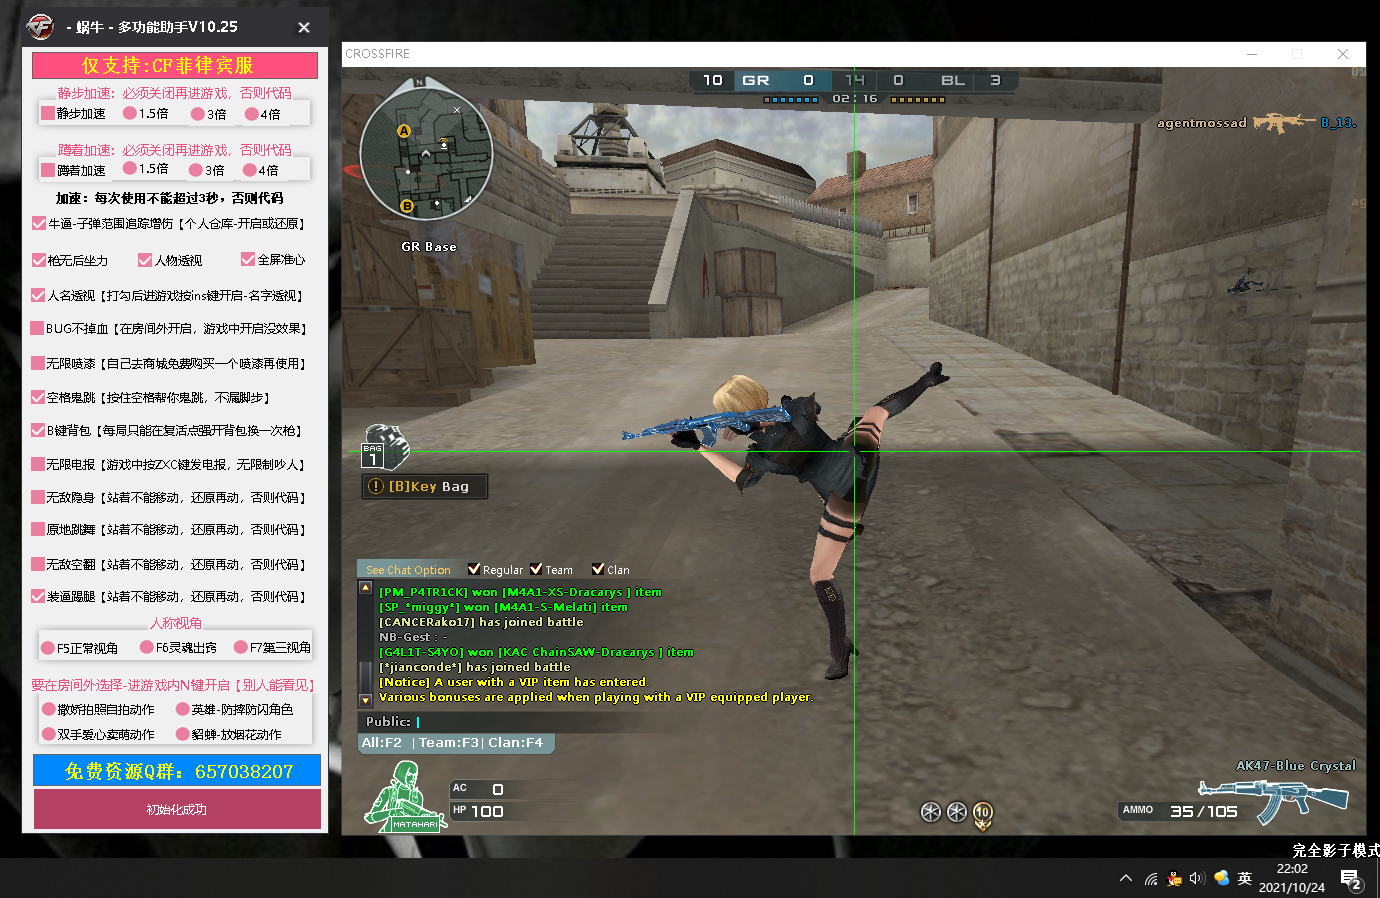 - 蜗牛 - 多功能助手V10.25
仅支持:CF菲律宾服
静步加速：必须关闭再进游戏，否则代码
静步加速 1.5倍 3倍 4倍
蹲着加速：必须关闭再进游戏，否则代码
蹲着加速 1.5倍 3倍 4倍
加速：每次使用不能超过3秒，否则代码
牛逼-子弹范围追踪增伤【个人仓库-开启或还原】
枪无后坐力 人物透视 全屏准心
人名透视【打勾后进游戏按ins键开启-名字透视】
BUG不掉血【在房间外开启，游戏中开启没效果】
无限喷漆【自己去商城免费购买一个喷漆再使用】
空格鬼跳【按住空格帮你鬼跳，不漏脚步】
B键背包【每局只能在复活点强开背包换一次枪】
无限电报【游戏中按ZXC键发电报，无限制吵人】
无敌隐身【站着不能移动，还原再动，否则代码】
原地跳舞【站着不能移动，还原再动，否则代码】
无敌空翻【站着不能移动，还原再动，否则代码】
装逼踢腿【站着不能移动，还原再动，否则代码】
人称视角
F5正常视角 F6灵魂出窍 F7第三视角
要在房间外选择-进游戏内N键开启【别人能看见】
撒娇拍照自拍动作 英雄-防摔防闪角色
双手爱心卖萌动作 貂蝉-放烟花动作
免费资源Q群：657038207
初始化成功
CROSSFIRE
10 GR 0 14 0 BL 3
02:16
N
A
B
GR Base
agentmossad B_13.
BAG
1
[B]Key Bag
See Chat Option Regular Team Clan
[PM_P4TR1CK] won [M4A1-XS-Dracarys ] item
[SP_*miggy*] won [M4A1-S-Melati] item
[CANCERako17] has joined battle
NB-Gest : -
[G4L1T-S4YO] won [KAC ChainSAW-Dracarys ] item
[*jianconde*] has joined battle
[Notice] A user with a VIP item has entered.
Various bonuses are applied when playing with a VIP equipped player.
Public:
All:F2 | Team:F3| Clan:F4
MATAHARI
AC 0
HP 100
10
AK47-Blue Crystal
AMMO 35/105
完全影子模式
英
22:02
2021/10/24
2